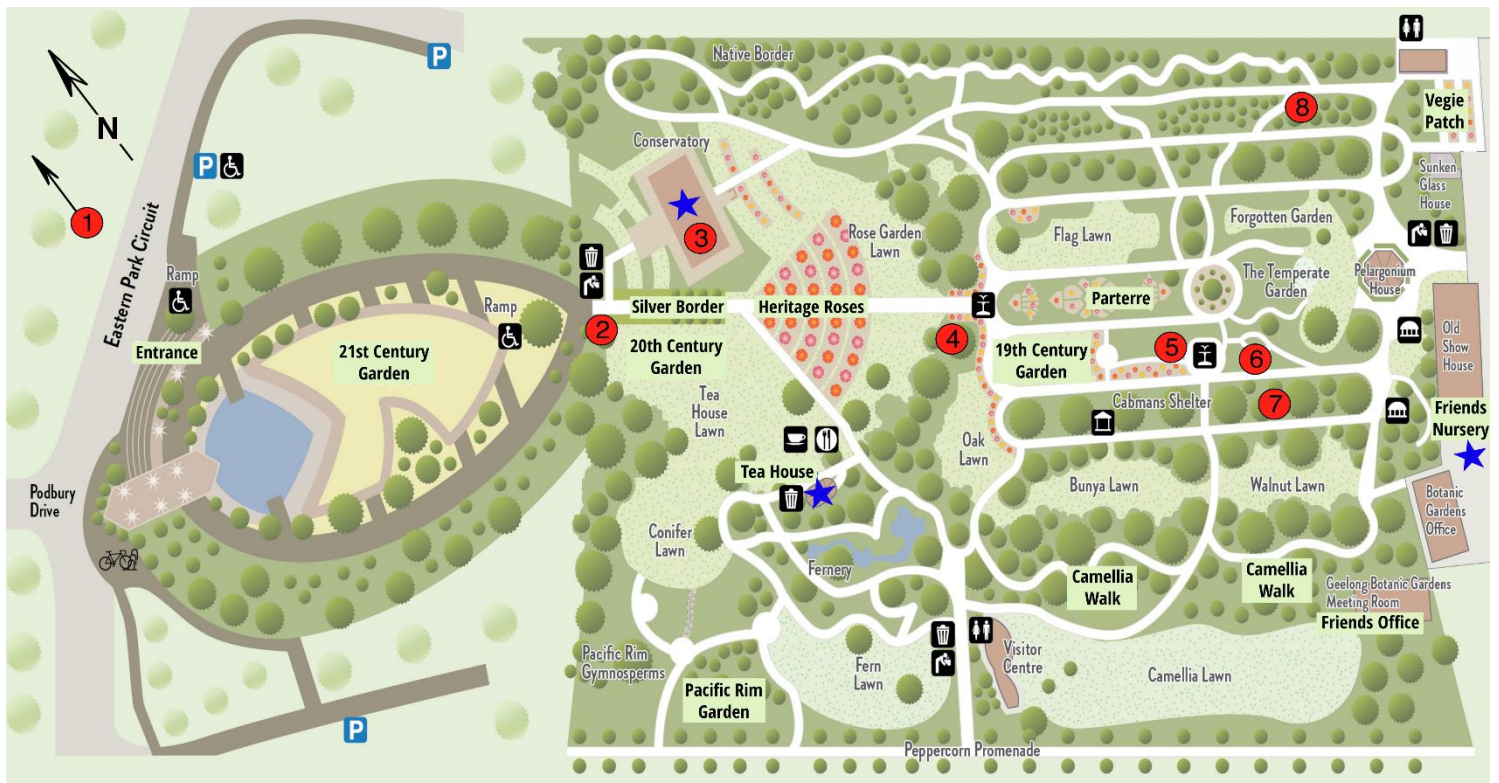 P
N
Native Border
8
Vegie
Patch
P
1
Eastern Park Circuit
Conservatory
3
Sunken
Glass
House
Rose Garden
Lawn
Flag Lawn
Forgotten Garden
Ramp
Ramp
The Temperate
Garden
Pelargonium
House
Entrance
21st Century
Garden
2
Silver Border
Heritage Roses
20th Century
Garden
4
Parterre
19th Century
Garden
5
6
Old
Show
House
Tea
House
Lawn
Cabmans Shelter
7
Friends
Nursery
Oak
Lawn
Tea House
Bunya Lawn
Walnut Lawn
Podbury
Drive
Botanic
Gardens
Office
Conifer
Lawn
Fernery
Camellia
Walk
Camellia
Walk
Geelong Botanic Gardens
Meeting Room
Friends Office
Pacific Rim
Gymnosperms
Fern
Lawn
Visitor
Centre
Camellia Lawn
Pacific Rim
Garden
P
Peppercorn Promenade